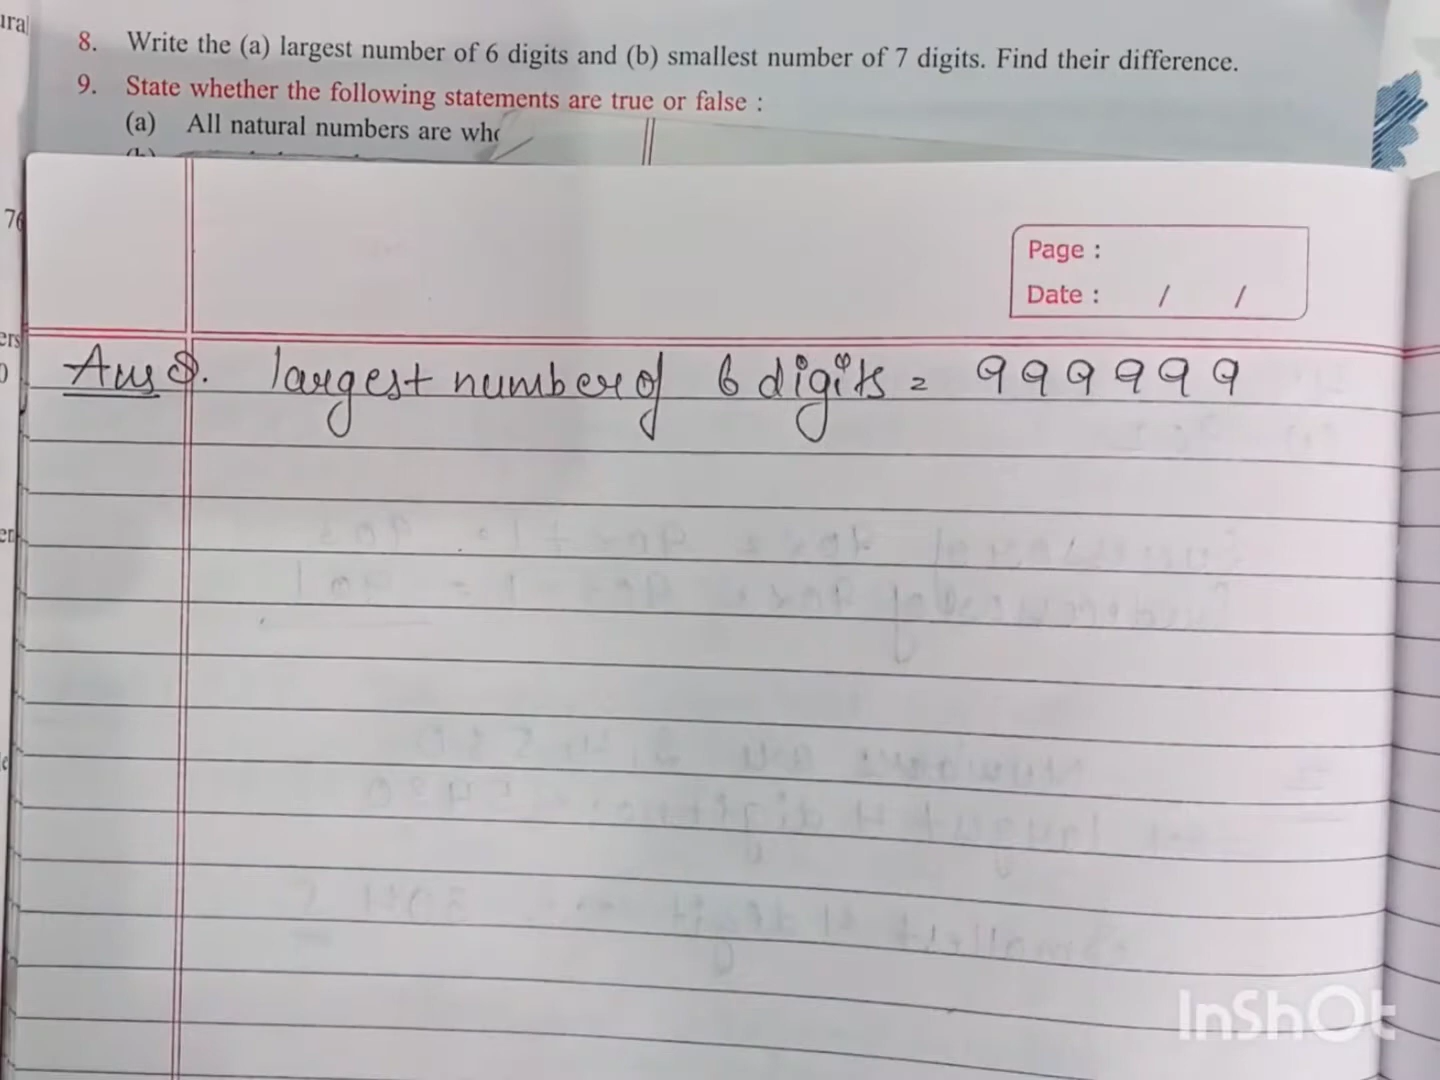 8. Write the (a) largest number of 6 digits and (b) smallest number of 7 digits. Find their difference.
9. State whether the following statements are true or false :
(a) All natural numbers are who
Page :
Date : / /
Ans 8. largest number of 6 digits = 999999
InShOt